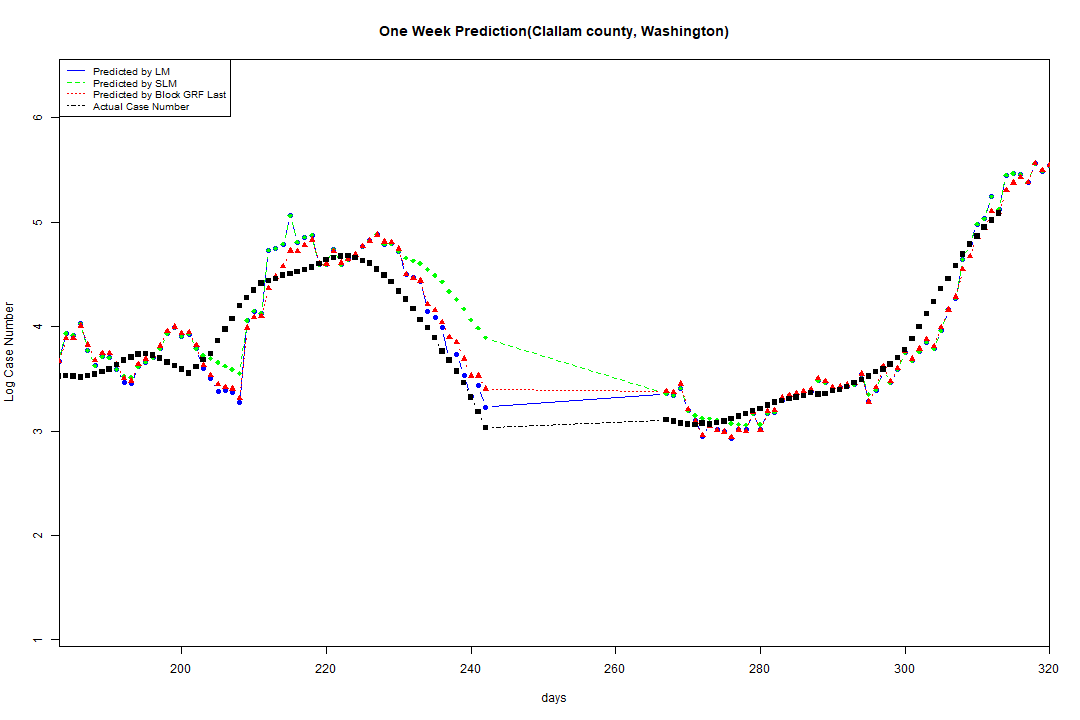 One Week Prediction(Clallam county, Washington)
Predicted by LM
Predicted by SLM
Predicted by Block GRF Last
Actual Case Number
6
5
4
3
2
1
Log Case Number
200
220
240
260
280
300
320
days